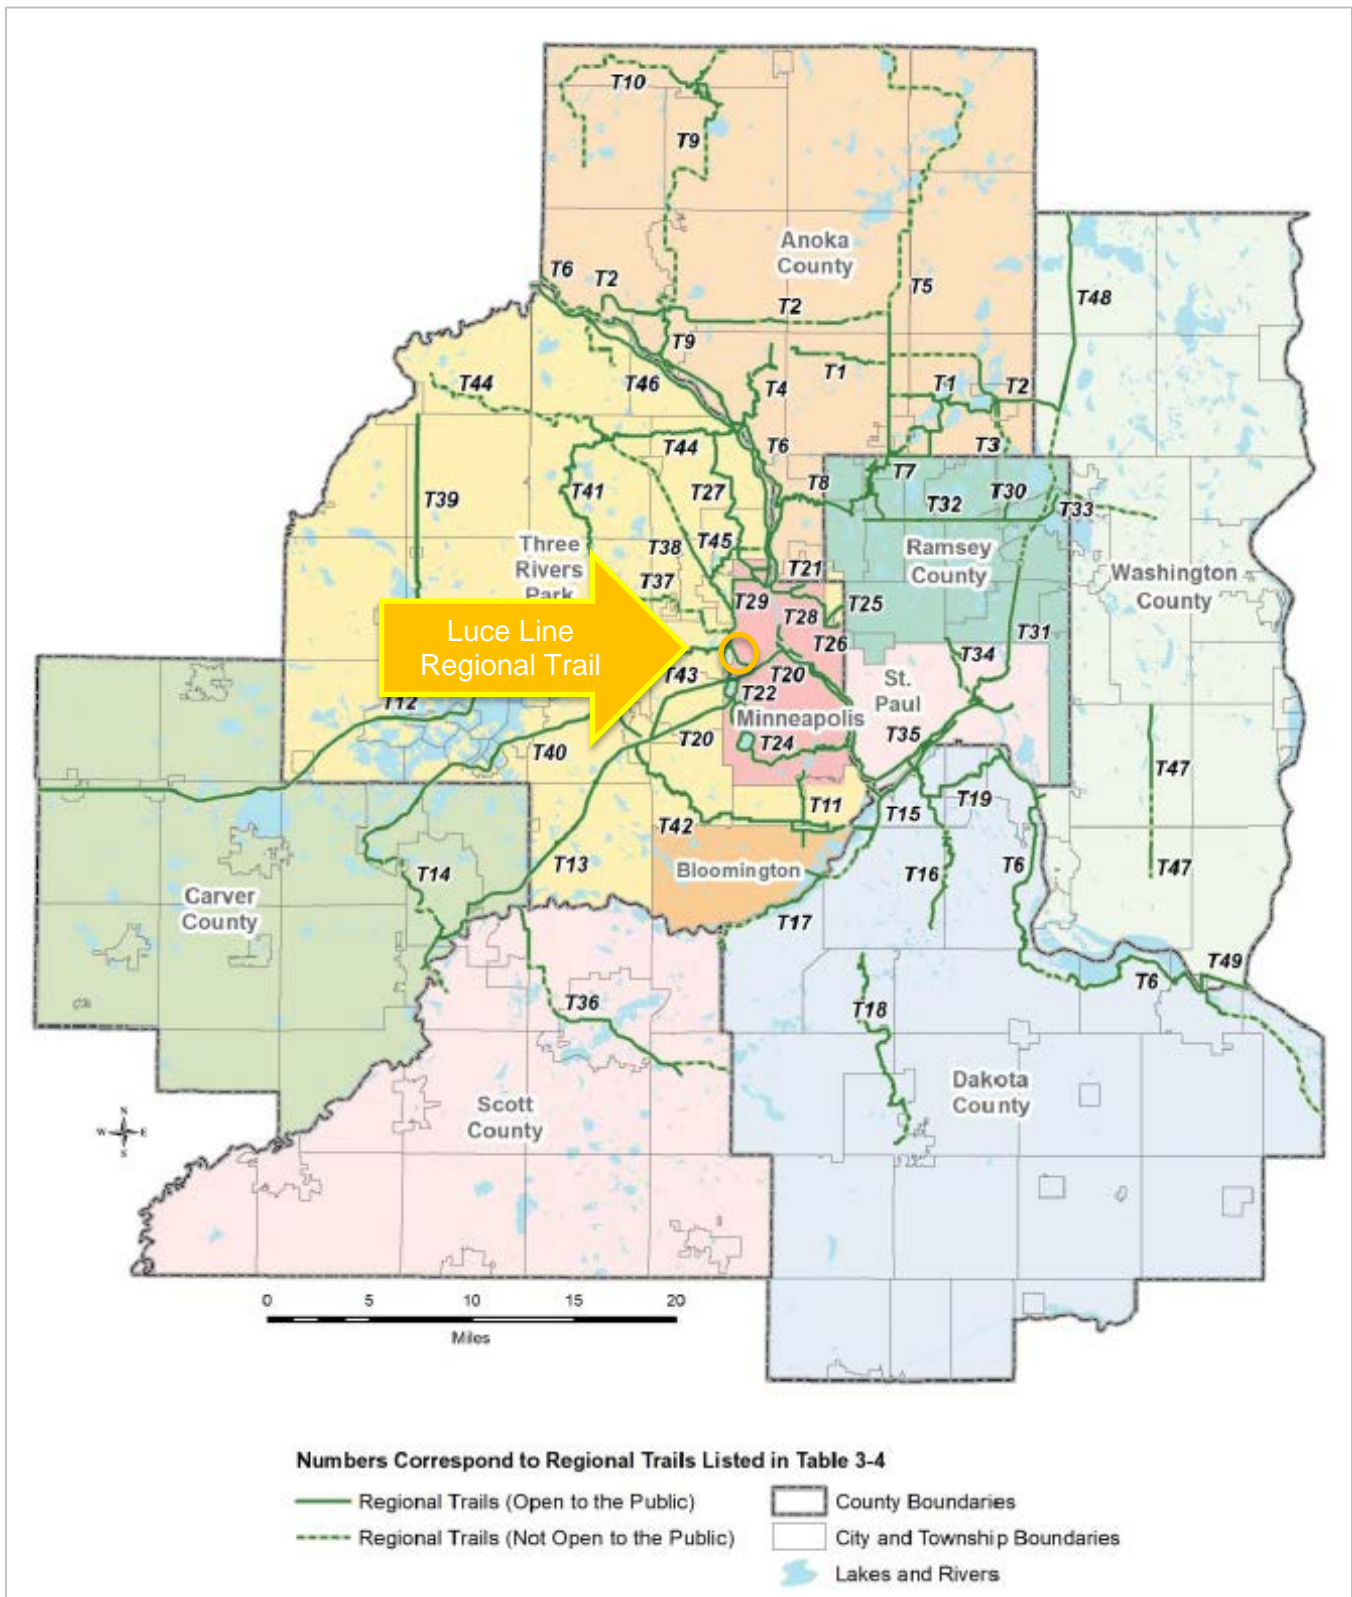 T10
T9
Anoka
County
T6
T2
T2
T5
T48
T9
T1
T4
T44
T46
T1
T2
T6
T44
T3
T7
T8
T41
T27
T39
T32
T30
T33
T45
T38
Three
Rivers
Park
Ramsey
County
T21
Washington
County
T37
T29
T28
T25
Luce Line
Regional Trail
T26
T31
T34
T43
T20
St.
Paul
T22
Minneapolis
T12
T40
T20
T24
T35
T47
T19
T11
T15
T42
T13
Bloomington
T14
T16
T6
T47
Carver
County
T17
T49
T6
T36
T18
Dakota
County
Scott
County
N
W E
S
0 5 10 15 20
Miles
Numbers Correspond to Regional Trails Listed in Table 3-4
Regional Trails (Open to the Public)
County Boundaries
Regional Trails (Not Open to the Public)
City and Township Boundaries
Lakes and Rivers